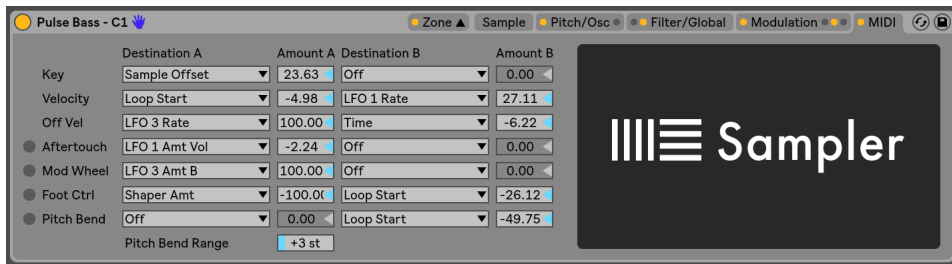 Pulse Bass - C1 Zone Sample Pitch/Osc Filter/Global Modulation MIDI
Destination A Amount A Destination B Amount B
Key Sample Offset 23.63 Off 0.00
Velocity Loop Start -4.98 LFO 1 Rate 27.11
Off Vel LFO 3 Rate 100.00 Time -6.22
Aftertouch LFO 1 Amt Vol -2.24 Off 0.00
Mod Wheel LFO 3 Amt B 100.00 Off 0.00
Foot Ctrl Shaper Amt -100.0 Loop Start -26.12
Pitch Bend Off 0.00 Loop Start -49.75
Pitch Bend Range +3 st
Sampler